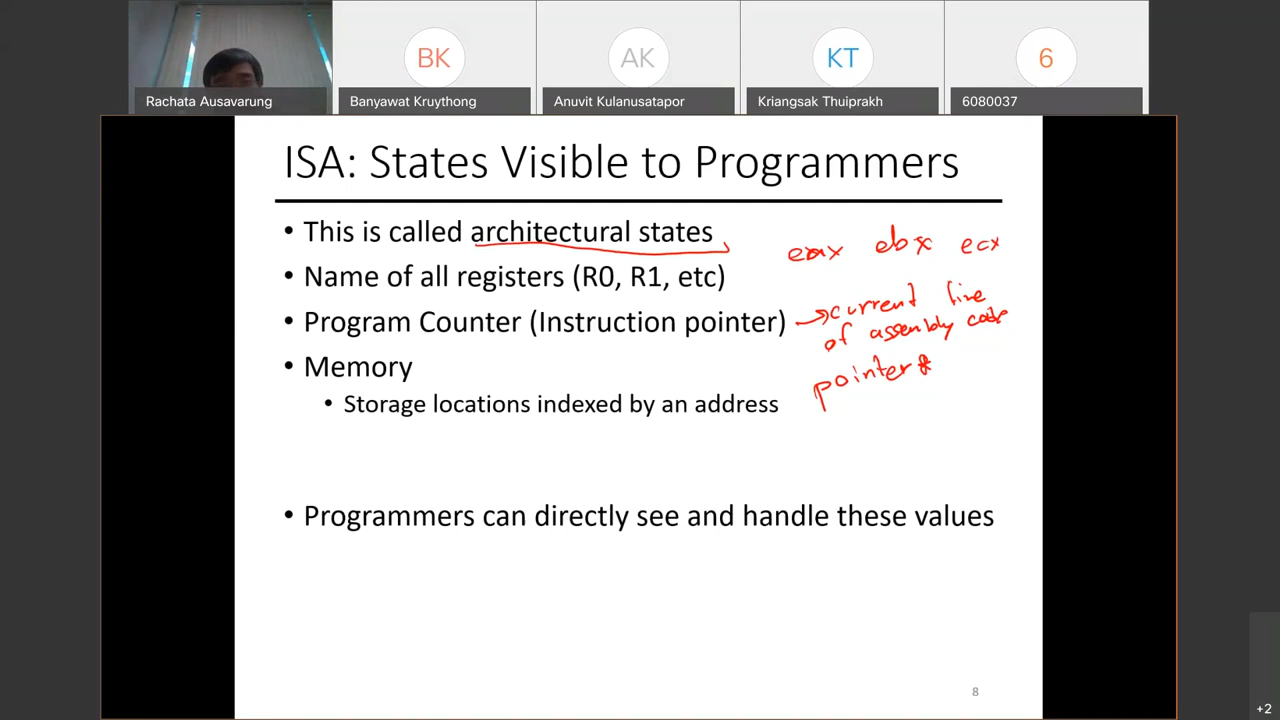 BK
AK
KT
6
Rachata Ausavarung
Banyawat Kruythong
Anuvit Kulanusatapor
Kriangsak Thuiprakh
6080037
ISA: States Visible to Programmers
• This is called architectural states
eax ebx ecx
• Name of all registers (R0, R1, etc)
• Program Counter (Instruction pointer)
→ current line
of assembly code
• Memory
pointer *
• Storage locations indexed by an address
• Programmers can directly see and handle these values
8
+2